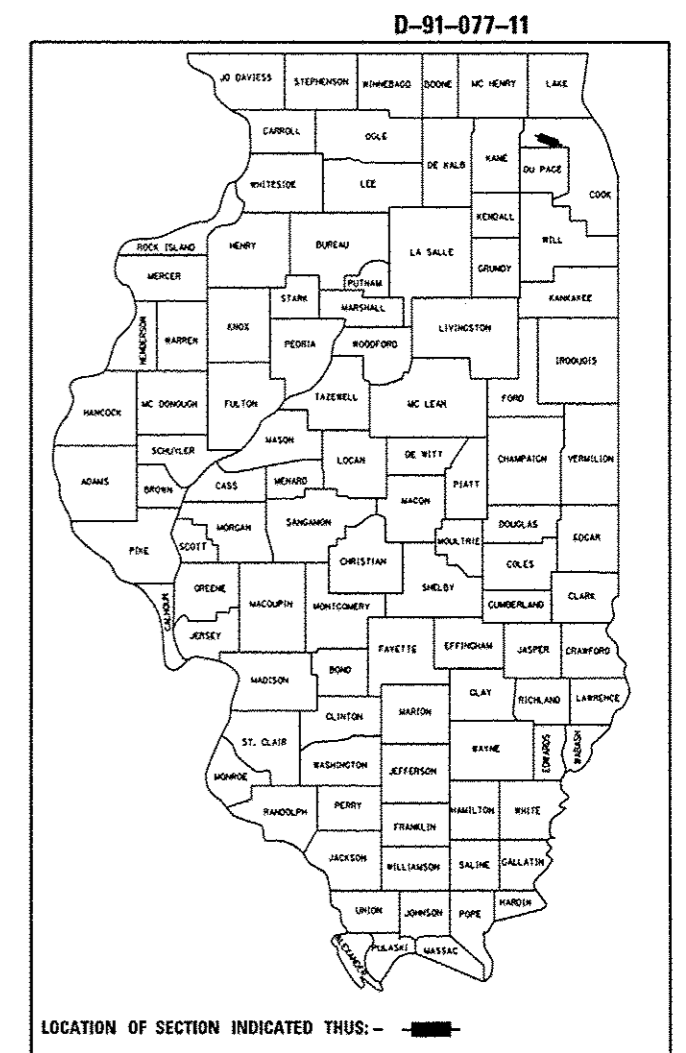 D-91-077-11
JO DAVIESS STEPHENSON WINNEBAGO BOONE MC HENRY LAKE
CARROLL OGLE DE KALB KANE DU PAGE COOK
WHITESIDE LEE
KENDALL
ROCK ISLAND HENRY BUREAU LA SALLE WILL
MERCER PUTNAM GRUNDY
STARK MARSHALL KANKAKEE
HENDERSON WARREN KNOX PEORIA WOODFORD LIVINGSTON
IROQUOIS
HANCOCK MC DONOUGH FULTON TAZEWELL MC LEAN FORD
MASON
SCHUYLER LOGAN DE WITT CHAMPAIGN VERMILION
ADAMS BROWN CASS MENARD MACON PIATT
MORGAN SANGAMON DOUGLAS EDGAR
PIKE SCOTT CHRISTIAN MOULTRIE COLES
CALHOUN GREENE MACOUPIN MONTGOMERY SHELBY CUMBERLAND CLARK
JERSEY FAYETTE EFFINGHAM JASPER CRAWFORD
MADISON BOND
CLAY RICHLAND LAWRENCE
CLINTON MARION
ST. CLAIR WAYNE EDWARDS WABASH
MONROE WASHINGTON JEFFERSON
RANDOLPH PERRY HAMILTON WHITE
FRANKLIN
JACKSON WILLIAMSON SALINE GALLATIN
UNION JOHNSON POPE HARDIN
ALEXANDER PULASKI MASSAC
LOCATION OF SECTION INDICATED THUS: -